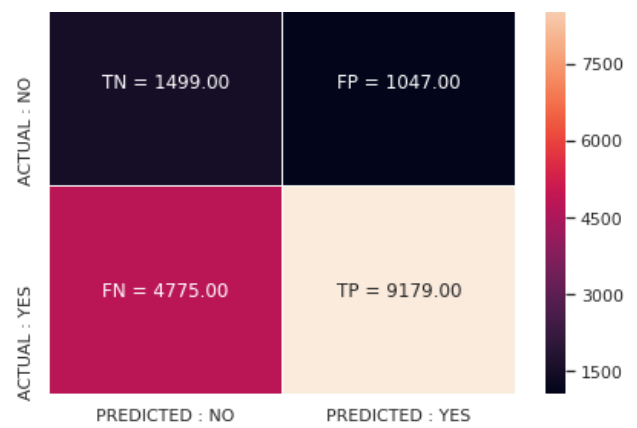 ACTUAL : NO
TN = 1499.00
FP = 1047.00
ACTUAL : YES
FN = 4775.00
TP = 9179.00
PREDICTED : NO
PREDICTED : YES
7500
6000
4500
3000
1500